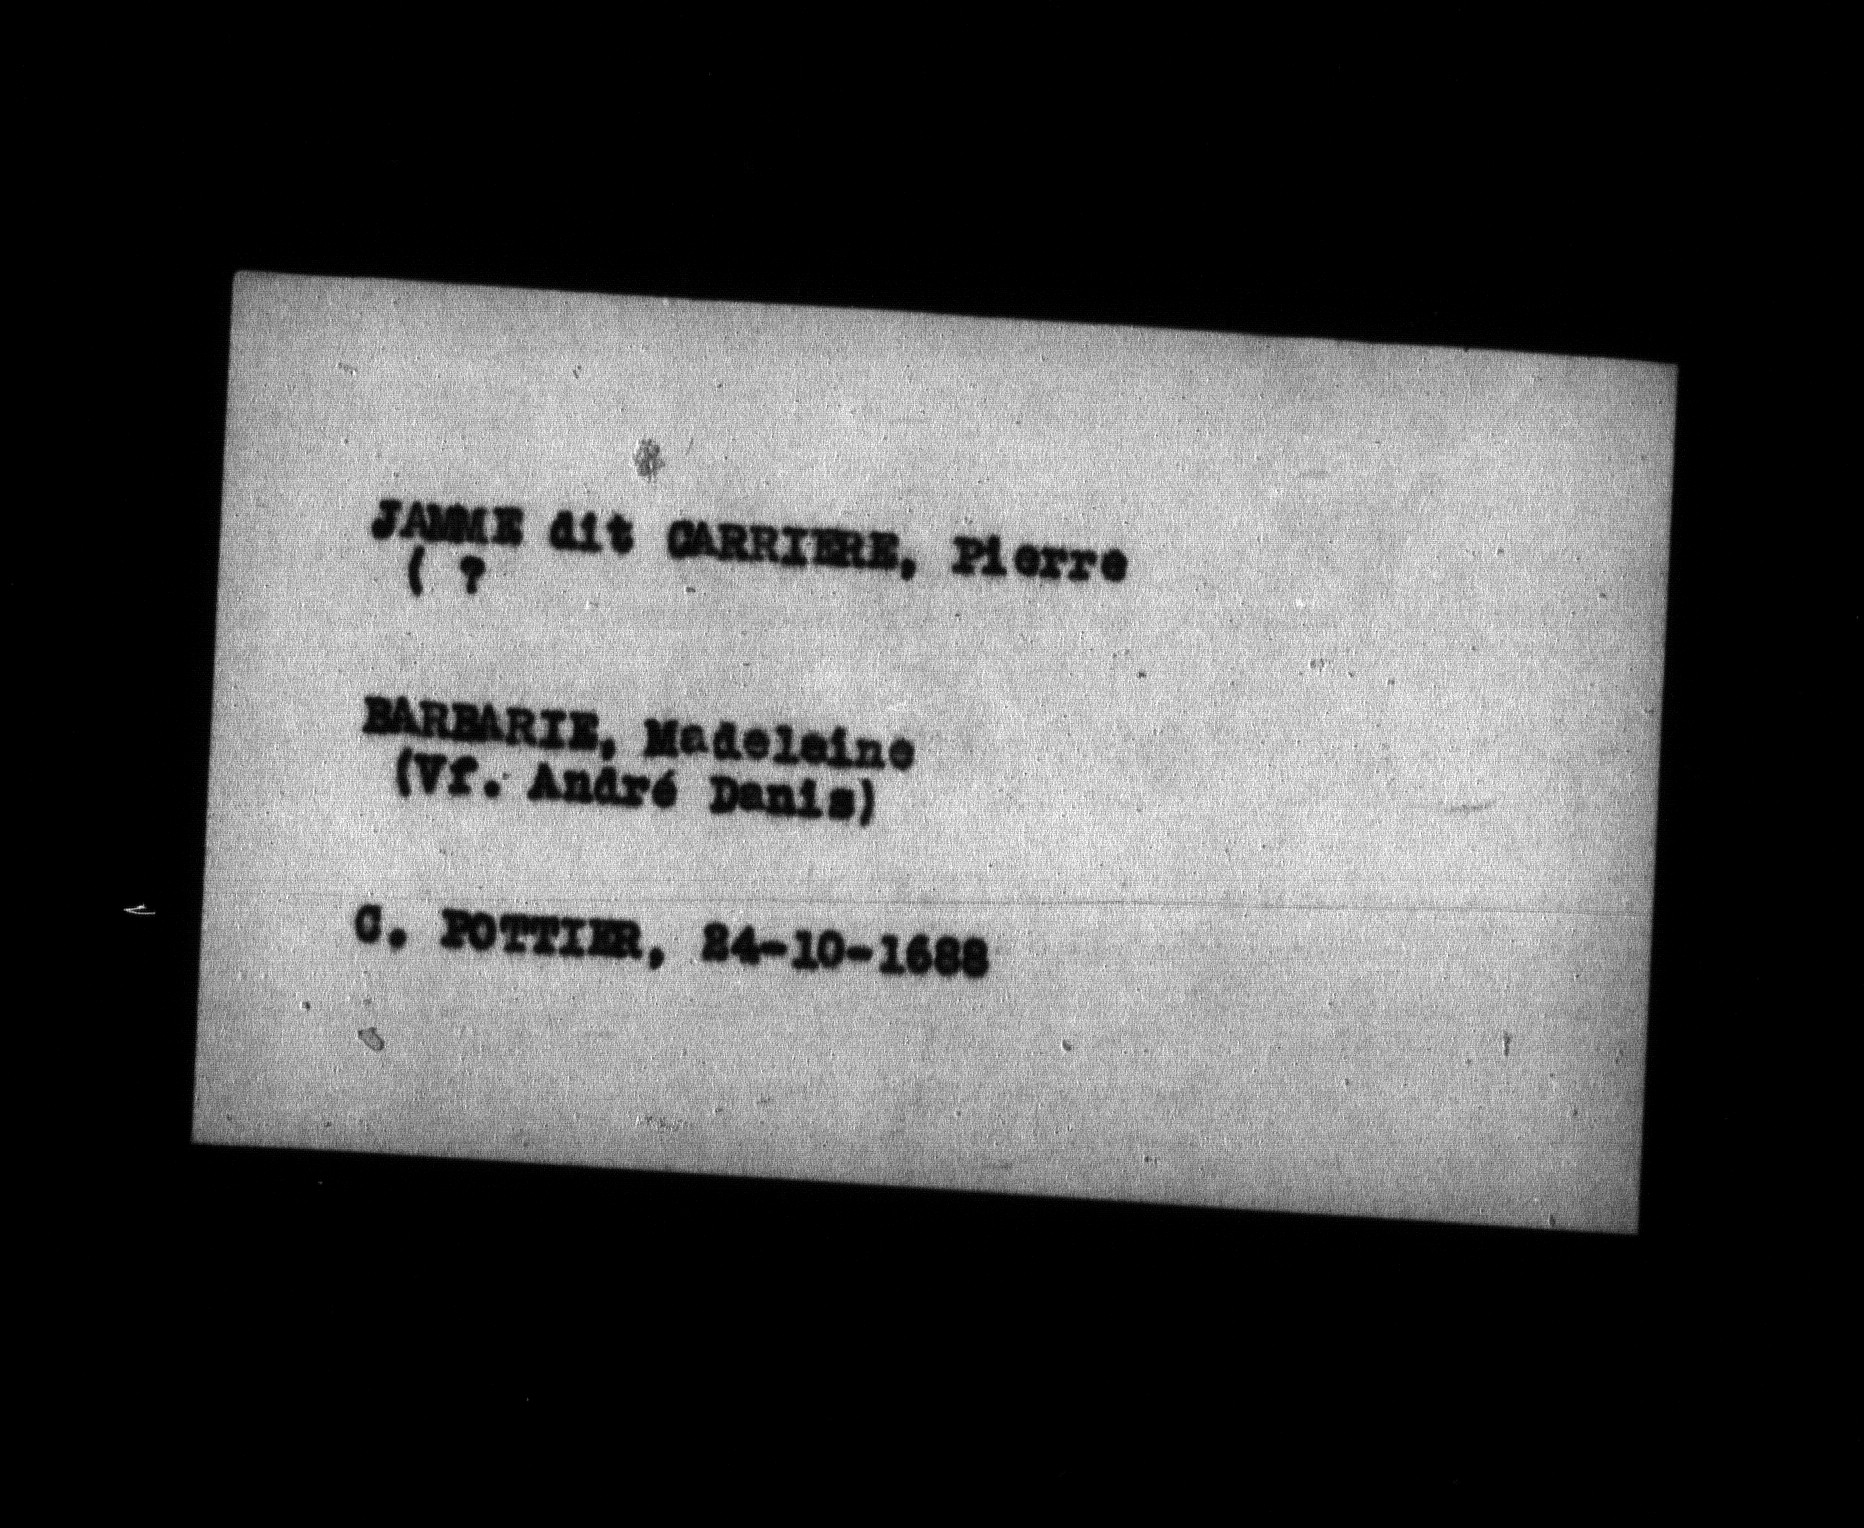 JAMME dit CARRIERE, Pierre
( ?
BARBARIE, Madeleine
(Vf. André Danis)
C. POTTIER, 24-10-1688